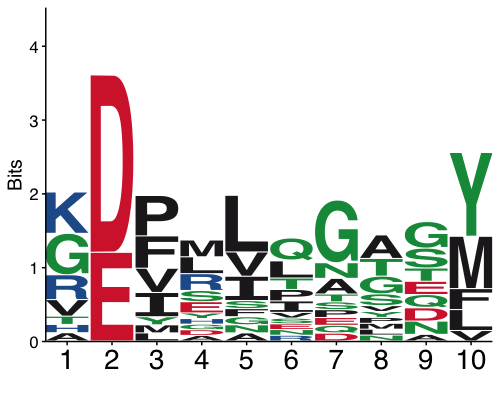 Bits
4
3
2
1
0
K G R V T H A
D E
P F V I Y M L
M L R S E Y H
L V I S F G N A
Q L T P I
G N A T S P E Q D
A T G S V P M N
G S T E Q D N A
Y M F L V
1 2 3 4 5 6 7 8 9 10